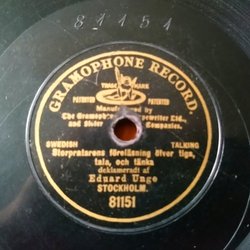 81151
GRAMOPHONE RECORD.
TRADE MARK
PATENTED PATENTED
Manufactured by
The Gramophone & Typewriter Ltd.,
and Sister Companies.
SWEDISH TALKING
Storpratarens föreläsning öfver tiga,
tala, och tänka
deklameradt af
Eduard Unge
STOCKHOLM.
81151